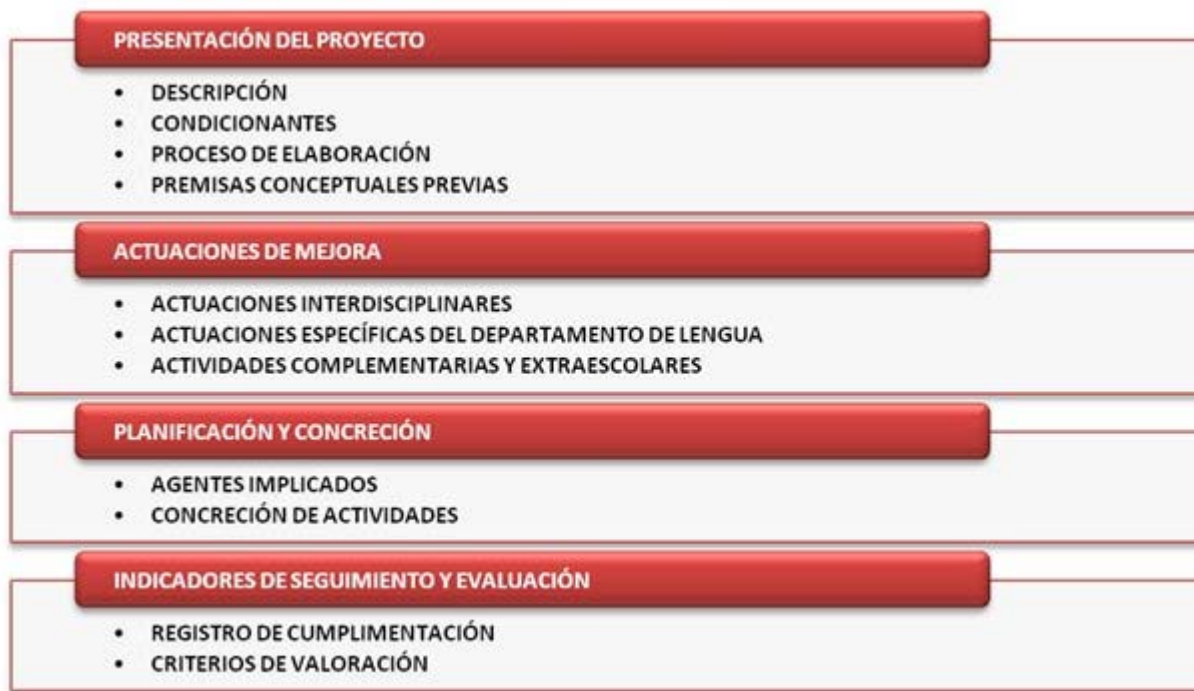 PRESENTACIÓN DEL PROYECTO
• DESCRIPCIÓN
• CONDICIONANTES
• PROCESO DE ELABORACIÓN
• PREMISAS CONCEPTUALES PREVIAS
ACTUACIONES DE MEJORA
• ACTUACIONES INTERDISCIPLINARES
• ACTUACIONES ESPECÍFICAS DEL DEPARTAMENTO DE LENGUA
• ACTIVIDADES COMPLEMENTARIAS Y EXTRAESCOLARES
PLANIFICACIÓN Y CONCRECIÓN
• AGENTES IMPLICADOS
• CONCRECIÓN DE ACTIVIDADES
INDICADORES DE SEGUIMIENTO Y EVALUACIÓN
• REGISTRO DE CUMPLIMENTACIÓN
• CRITERIOS DE VALORACIÓN